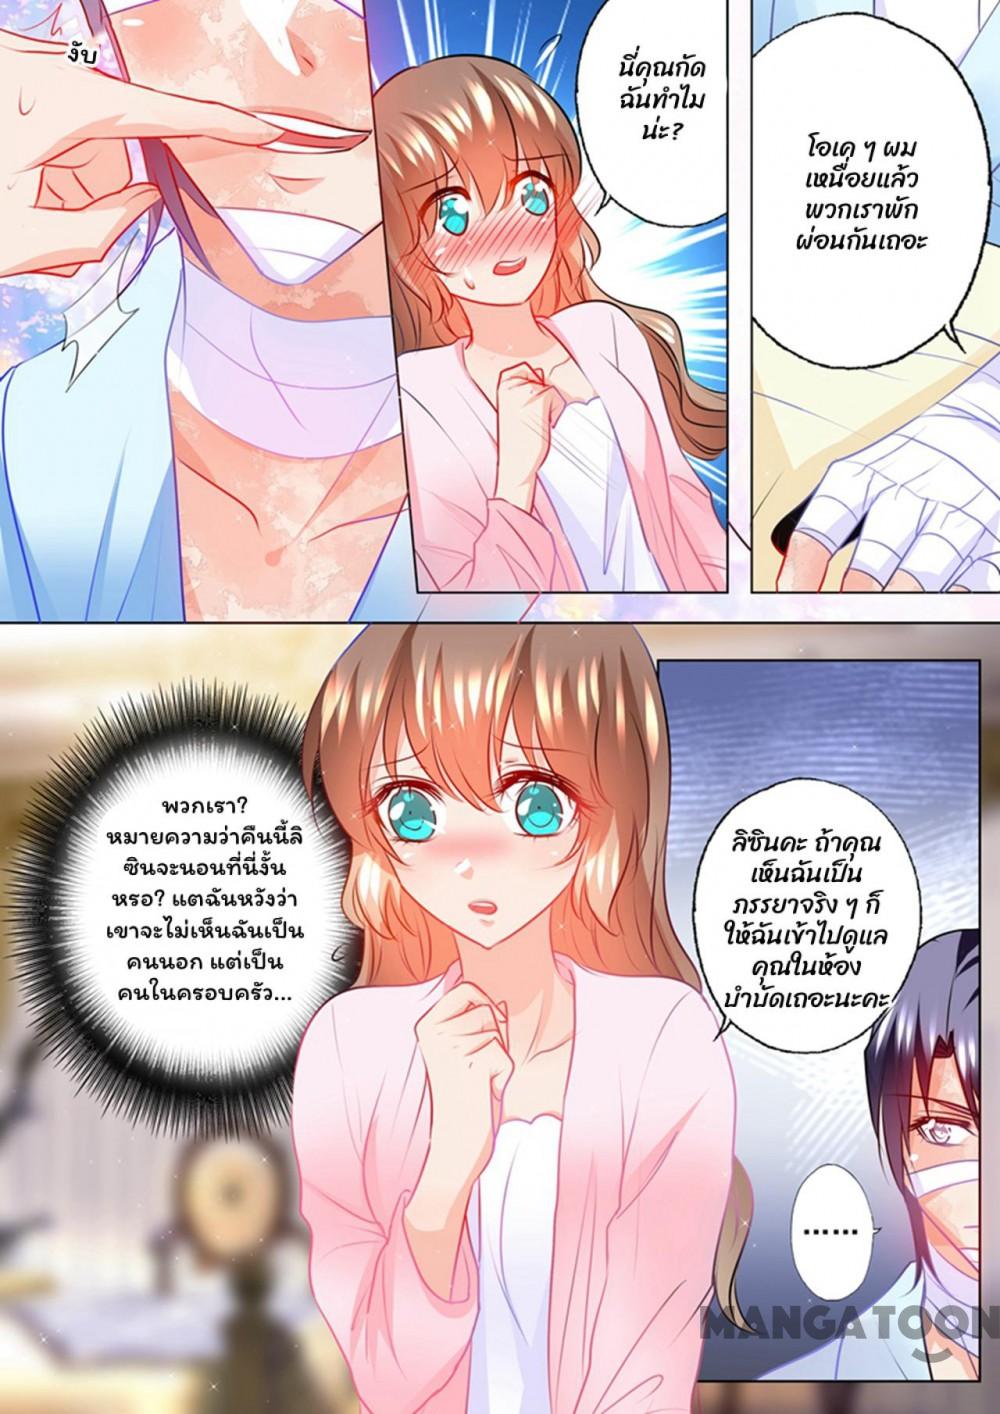 งับ
นี่คุณกัด
ฉันทำไม
น่ะ?
โอเค ๆ ผม
เหนื่อยแล้ว
พวกเราพัก
ผ่อนกันเถอะ
พวกเรา?
หมายความว่าคืนนี้ลิ
ซินจะนอนที่นี่งั้น
หรอ? แตฉันหวังว่า
เขาจะไม่เห็นฉันเป็น
คนนอก แต่เป็น
คนในครอบครัว...
ลิซินคะ ถ้าคุณ
เห็นฉันเป็น
ภรรยาจริง ๆ ก็
ให้ฉันเข้าไปดูแล
คุณในห้อง
บำบัดเถอะนะคะ
......
MANGATOON